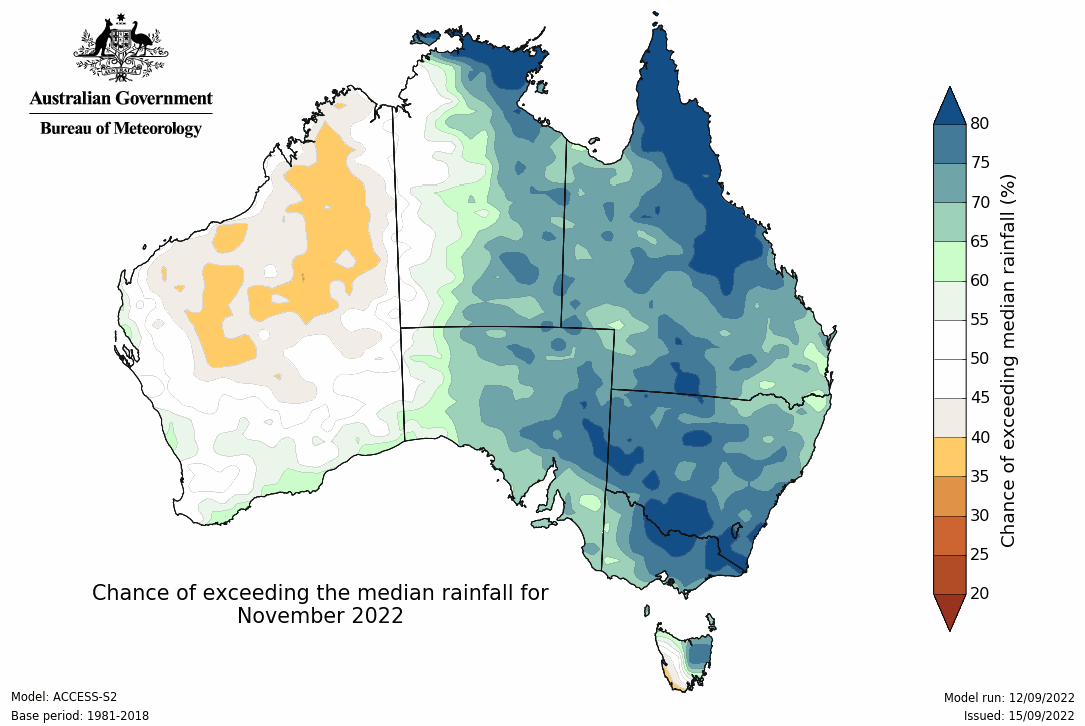 Australian Government
Bureau of Meteorology
80
75
70
65
60
55
50
45
40
35
30
25
20
Chance of exceeding median rainfall (%)
Chance of exceeding the median rainfall for
November 2022
Model: ACCESS-S2
Base period: 1981-2018
Model run: 12/09/2022
Issued: 15/09/2022